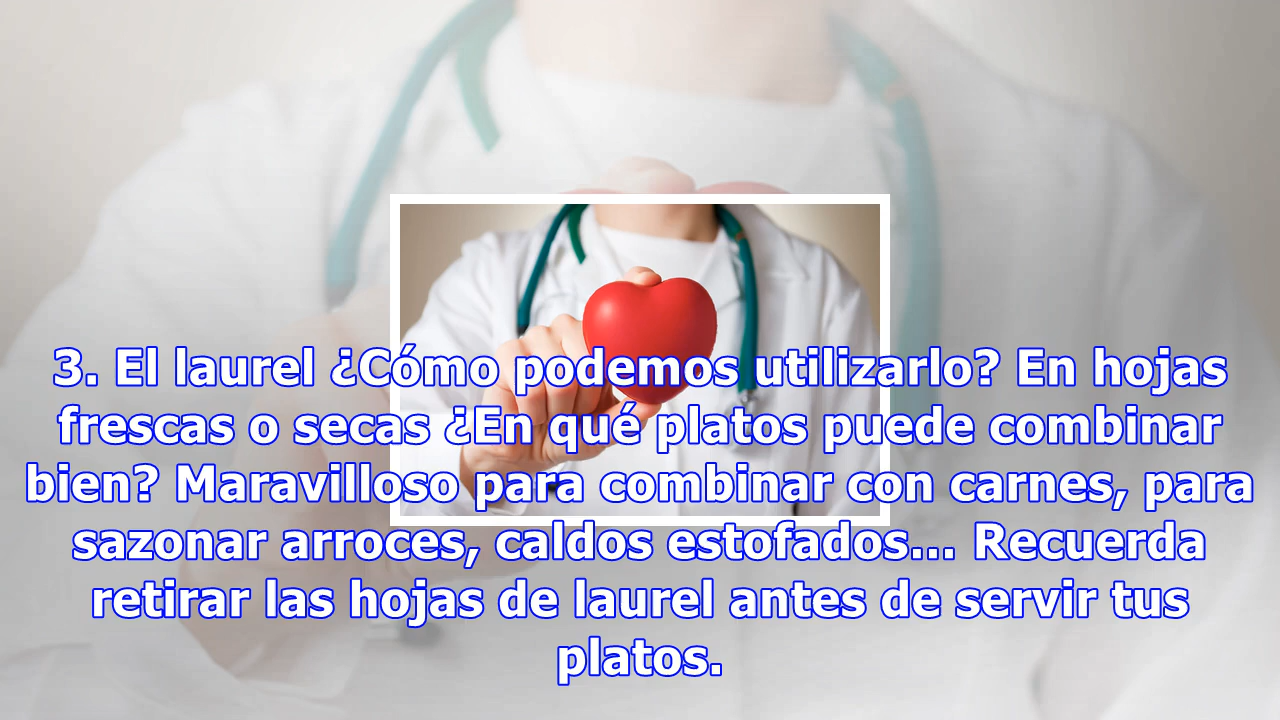 3. El laurel ¿Cómo podemos utilizarlo? En hojas
frescas o secas ¿En qué platos puede combinar
bien? Maravilloso para combinar con carnes, para
sazonar arroces, caldos estofados... Recuerda
retirar las hojas de laurel antes de servir tus
platos.